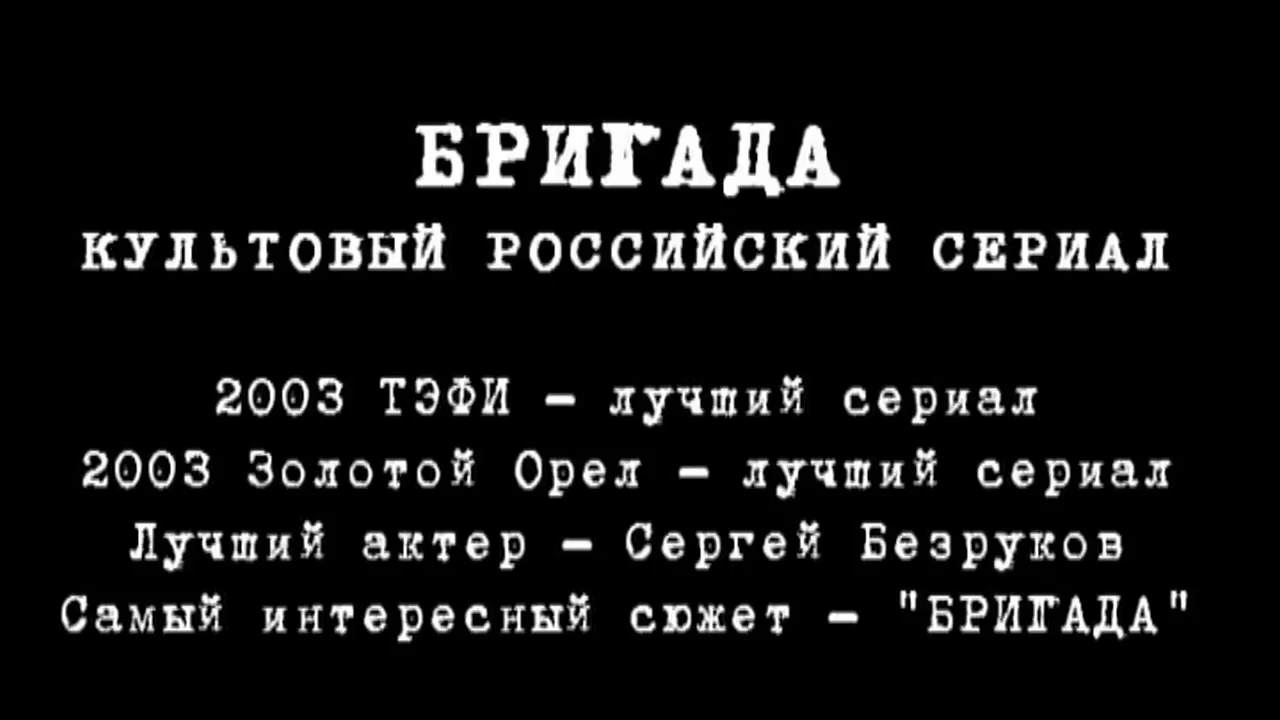 БРИГАДА
КУЛЬТОВЫЙ РОССИЙСКИЙ СЕРИАЛ
2003 ТЭФИ – лучший сериал
2003 Золотой Орел – лучший сериал
Лучший актер – Сергей Безруков
Самый интересный сюжет – "БРИГАДА"